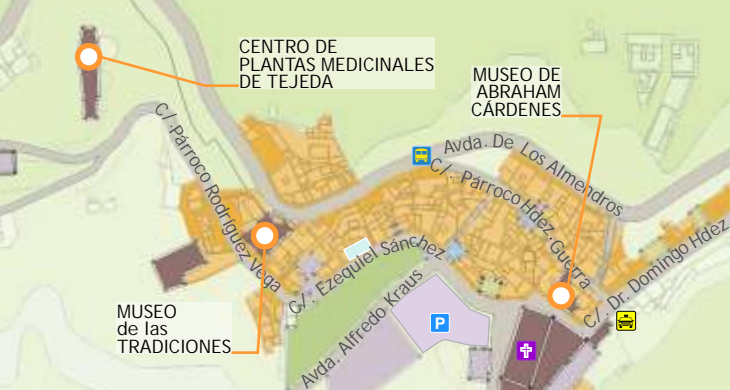 CENTRO DE
PLANTAS MEDICINALES
DE TEJEDA
MUSEO DE
ABRAHAM
CÁRDENES
C/. Párroco Rodríguez Vega
Avda. De Los Almendros
C/. Párroco Hdez. Guerra
C/. Ezequiel Sánchez
Avda. Alfredo Kraus
C/. Dr. Domingo Hdez
P
MUSEO
de las
TRADICIONES